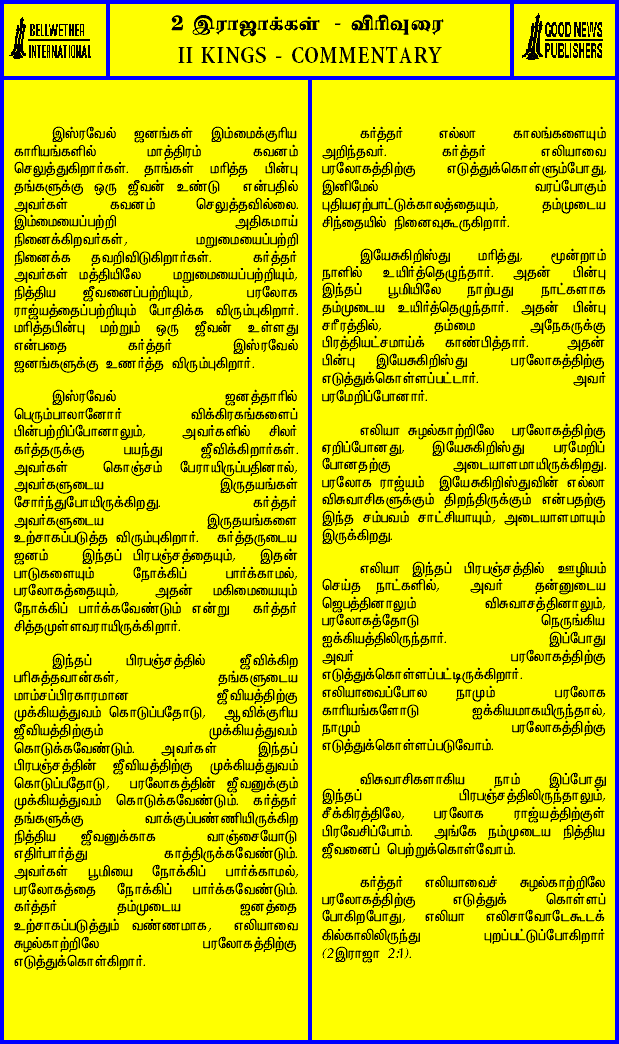 BELLWETHER
INTERNATIONAL
2 இராஜாக்கள் - விரிவுரை
II KINGS - COMMENTARY
GOOD NEWS
PUBLISHERS
இஸ்ரவேல் ஜனங்கள் இம்மைக்குரிய
காரியங்களில் மாத்திரம் கவனம்
செலுத்துகிறார்கள். தாங்கள் மரித்த பின்பு
தங்களுக்கு ஒரு ஜீவன் உண்டு என்பதில்
அவர்கள் கவனம் செலுத்தவில்லை.
இம்மையைப்பற்றி அதிகமாய்
நினைக்கிறவர்கள், மறுமையைப்பற்றி
நினைக்க தவறிவிடுகிறார்கள். கர்த்தர்
அவர்கள் மத்தியிலே மறுமையைப்பற்றியும்,
நித்திய ஜீவனைப்பற்றியும், பரலோக
ராஜ்யத்தைப்பற்றியும் போதிக்க விரும்புகிறார்.
மரித்தபின்பு மற்றும் ஒரு ஜீவன் உள்ளது
என்பதை கர்த்தர் இஸ்ரவேல்
ஜனங்களுக்கு உணர்த்த விரும்புகிறார்.
இஸ்ரவேல் ஜனத்தாரில்
பெரும்பாலானோர் விக்கிரகங்களைப்
பின்பற்றிப்போனாலும், அவர்களில் சிலர்
கர்த்தருக்கு பயந்து ஜீவிக்கிறார்கள்.
அவர்கள் கொஞ்சம் பேராயிருப்பதினால்,
அவர்களுடைய இருதயங்கள்
சோர்ந்துபோயிருக்கிறது. கர்த்தர்
அவர்களுடைய இருதயங்களை
உற்சாகப்படுத்த விரும்புகிறார். கர்த்தருடைய
ஜனம் இந்தப் பிரபஞ்சத்தையும், இதன்
பாடுகளையும் நோக்கிப் பார்க்காமல்,
பரலோகத்தையும், அதன் மகிமையையும்
நோக்கிப் பார்க்கவேண்டும் என்று கர்த்தர்
சித்தமுள்ளவராயிருக்கிறார்.
இந்தப் பிரபஞ்சத்தில் ஜீவிக்கிற
பரிசுத்தவான்கள், தங்களுடைய
மாம்சப்பிரகாரமான ஜீவியத்திற்கு
முக்கியத்துவம் கொடுப்பதோடு, ஆவிக்குரிய
ஜீவியத்திற்கும் முக்கியத்துவம்
கொடுக்கவேண்டும். அவர்கள் இந்தப்
பிரபஞ்சத்தின் ஜீவியத்திற்கு முக்கியத்துவம்
கொடுப்பதோடு, பரலோகத்தின் ஜீவனுக்கும்
முக்கியத்துவம் கொடுக்கவேண்டும். கர்த்தர்
தங்களுக்கு வாக்குப்பண்ணியிருக்கிற
நித்திய ஜீவனுக்காக வாஞ்சையோடு
எதிர்பார்த்து காத்திருக்கவேண்டும்.
அவர்கள் பூமியை நோக்கிப் பார்க்காமல்,
பரலோகத்தை நோக்கிப் பார்க்கவேண்டும்.
கர்த்தர் தம்முடைய ஜனத்தை
உற்சாகப்படுத்தும் வண்ணமாக, எலியாவை
சுழல்காற்றிலே பரலோகத்திற்கு
எடுத்துக்கொள்கிறார்.
கர்த்தர் எல்லா காலங்களையும்
அறிந்தவர். கர்த்தர் எலியாவை
பரலோகத்திற்கு எடுத்துக்கொள்ளும்போது,
இனிமேல் வரப்போகும்
புதியஏற்பாட்டுக்காலத்தையும், தம்முடைய
சிந்தையில் நினைவுகூருகிறார்.
இயேசுகிறிஸ்து மரித்து, மூன்றாம்
நாளில் உயிர்த்தெழுந்தார். அதன் பின்பு
இந்தப் பூமியிலே நாற்பது நாட்களாக
தம்முடைய உயிர்த்தெழுந்தார். அதன் பின்பு
சரீரத்தில், தம்மை அநேகருக்கு
பிரத்தியட்சமாய்க் காண்பித்தார். அதன்
பின்பு இயேசுகிறிஸ்து பரலோகத்திற்கு
எடுத்துக்கொள்ளப்பட்டார். அவர்
பரமேறிப்போனார்.
எலியா சுழல்காற்றிலே பரலோகத்திற்கு
ஏறிப்போனது, இயேசுகிறிஸ்து பரமேறிப்
போனதற்கு அடையாளமாயிருக்கிறது.
பரலோக ராஜ்யம் இயேசுகிறிஸ்துவின் எல்லா
விசுவாசிகளுக்கும் திறந்திருக்கும் என்பதற்கு
இந்த சம்பவம் சாட்சியாயும், அடையாளமாயும்
இருக்கிறது.
எலியா இந்தப் பிரபஞ்சத்தில் ஊழியம்
செய்த நாட்களில், அவர் தன்னுடைய
ஜெபத்தினாலும் விசுவாசத்தினாலும்,
பரலோகத்தோடு நெருங்கிய
ஐக்கியத்திலிருந்தார். இப்போது
அவர் பரலோகத்திற்கு
எடுத்துக்கொள்ளப்பட்டிருக்கிறார்.
எலியாவைப்போல நாமும் பரலோக
காரியங்களோடு ஐக்கியமாகயிருந்தால்,
நாமும் பரலோகத்திற்கு
எடுத்துக்கொள்ளப்படுவோம்.
விசுவாசிகளாகிய நாம் இப்போது
இந்தப் பிரபஞ்சத்திலிருந்தாலும்,
சீக்கிரத்திலே, பரலோக ராஜ்யத்திற்குள்
பிரவேசிப்போம். அங்கே நம்முடைய நித்திய
ஜீவனைப் பெற்றுக்கொள்வோம்.
கர்த்தர் எலியாவைச் சுழல்காற்றிலே
பரலோகத்திற்கு எடுத்துக் கொள்ளப்
போகிறபோது, எலியா எலிசாவோடேகூடக்
கில்காலிலிருந்து புறப்பட்டுப்போகிறார்
(2இராஜா 2:1).